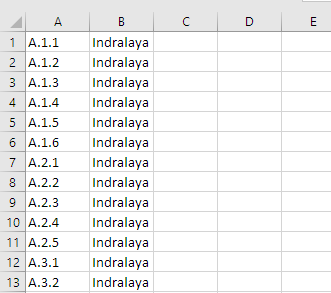 A B C D E
1 A.1.1 Indralaya
2 A.1.2 Indralaya
3 A.1.3 Indralaya
4 A.1.4 Indralaya
5 A.1.5 Indralaya
6 A.1.6 Indralaya
7 A.2.1 Indralaya
8 A.2.2 Indralaya
9 A.2.3 Indralaya
10 A.2.4 Indralaya
11 A.2.5 Indralaya
12 A.3.1 Indralaya
13 A.3.2 Indralaya